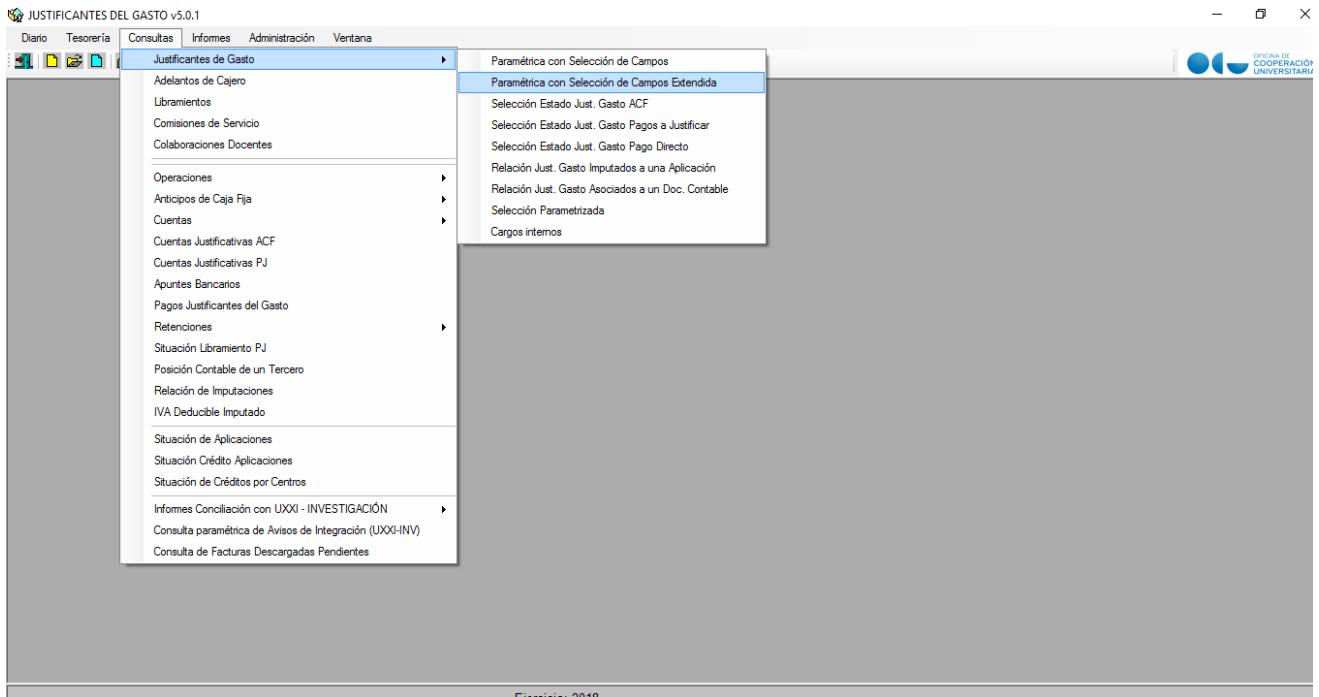 JUSTIFICANTES DEL GASTO v5.0.1
Diario Tesorería Consultas Informes Administración Ventana
OFICINA DE
COOPERACIÓN
UNIVERSITARIA
Justificantes de Gasto
Adelantos de Cajero
Libramientos
Comisiones de Servicio
Colaboraciones Docentes
Operaciones
Anticipos de Caja Fija
Cuentas
Cuentas Justificativas ACF
Cuentas Justificativas PJ
Apuntes Bancarios
Pagos Justificantes del Gasto
Retenciones
Situación Libramiento PJ
Posición Contable de un Tercero
Relación de Imputaciones
IVA Deducible Imputado
Situación de Aplicaciones
Situación Crédito Aplicaciones
Situación de Créditos por Centros
Informes Conciliación con UXXI - INVESTIGACIÓN
Consulta paramétrica de Avisos de Integración (UXXI-INV)
Consulta de Facturas Descargadas Pendientes
Paramétrica con Selección de Campos
Paramétrica con Selección de Campos Extendida
Selección Estado Just. Gasto ACF
Selección Estado Just. Gasto Pagos a Justificar
Selección Estado Just. Gasto Pago Directo
Relación Just. Gasto Imputados a una Aplicación
Relación Just. Gasto Asociados a un Doc. Contable
Selección Parametrizada
Cargos internos
Ejercicio: 2018